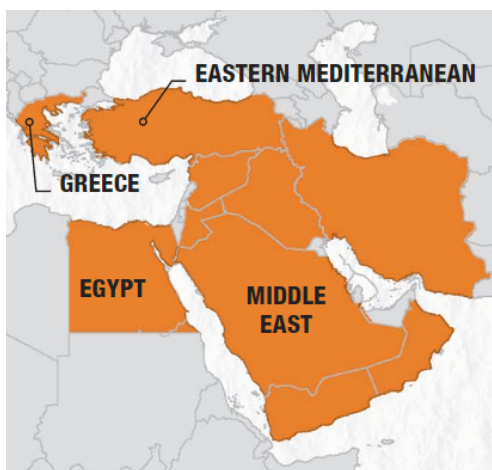 EASTERN MEDITERRANEAN
GREECE
EGYPT
MIDDLE
EAST